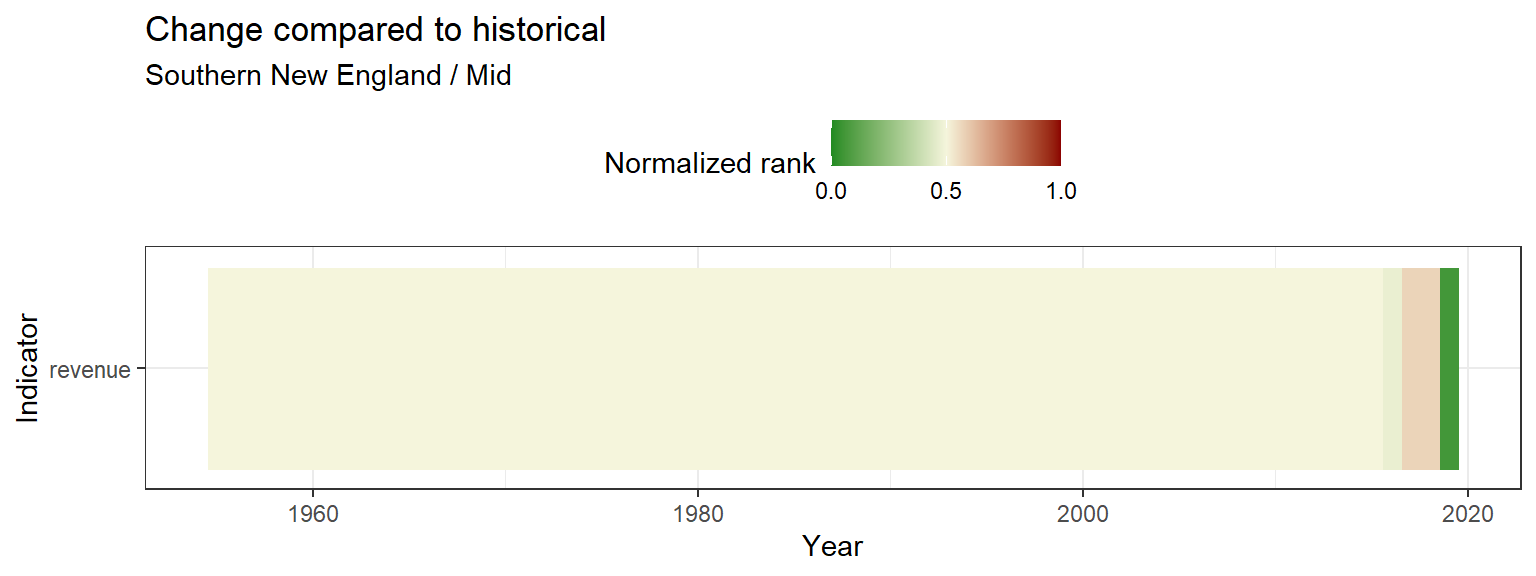 Change compared to historical
Southern New England / Mid
Normalized rank
0.0 0.5 1.0
Indicator
revenue
1960 1980 2000 2020
Year